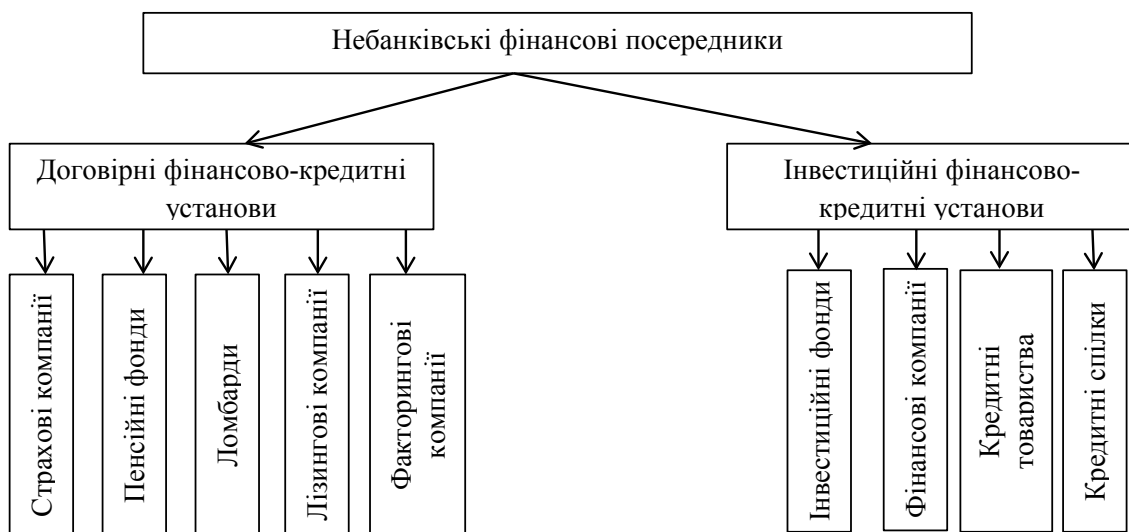 Небанківські фінансові посередники
Договірні фінансово-кредитні
установи
Інвестиційні фінансово-
кредитні установи
Страхові компанії
Пенсійні фонди
Ломбарди
Лізингові компанії
Факторингові
компанії
Інвестиційні фонди
Фінансові компанії
Кредитні
товариства
Кредитні спілки